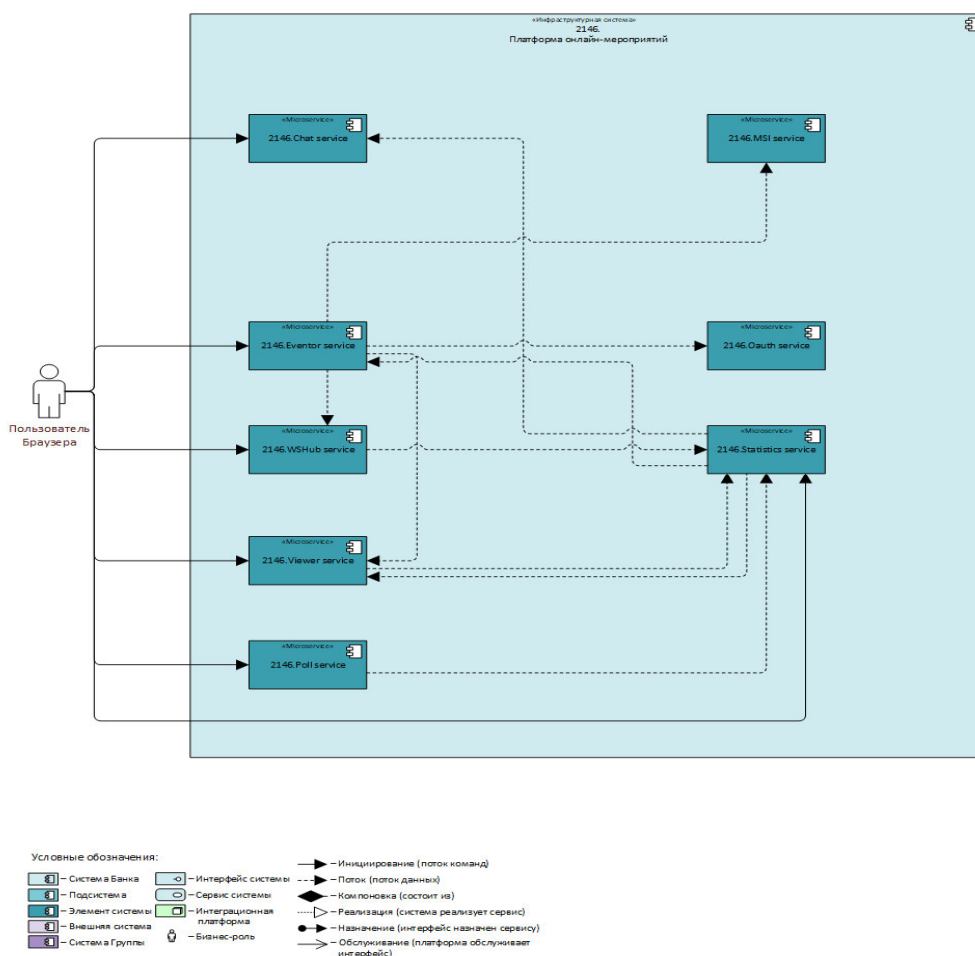 «Инфраструктурная система»
2146.
Платформа онлайн-мероприятий
«Microservice»
2146.Chat service
«Microservice»
2146.MSI service
«Microservice»
2146.Eventor service
«Microservice»
2146.Oauth service
Пользователь
Браузера
«Microservice»
2146.WSHub service
«Microservice»
2146.Statistics service
«Microservice»
2146.Viewer service
«Microservice»
2146.Poll service
Условные обозначения:
– Система Банка
– Подсистема
– Элемент системы
– Внешняя система
– Система Группы
– Интерфейс системы
– Сервис системы
– Интеграционная
платформа
– Бизнес-роль
– Инициирование (поток команд)
– Поток (поток данных)
– Компоновка (состоит из)
– Реализация (система реализует сервис)
– Назначение (интерфейс назначен сервису)
– Обслуживание (платформа обслуживает
интерфейс)